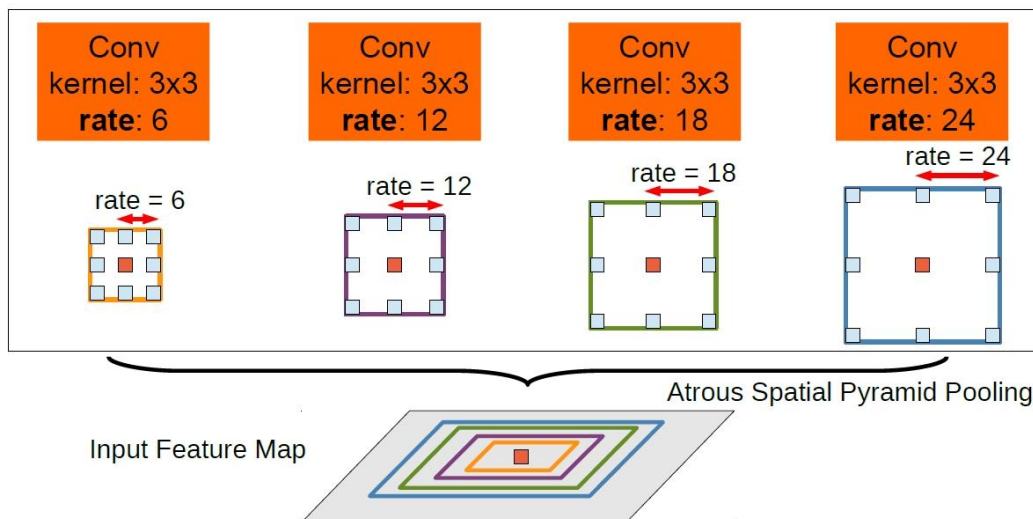 Conv
kernel: 3x3
rate: 6
Conv
kernel: 3x3
rate: 12
Conv
kernel: 3x3
rate: 18
Conv
kernel: 3x3
rate: 24
rate = 6
rate = 12
rate = 18
rate = 24
Atrous Spatial Pyramid Pooling
Input Feature Map